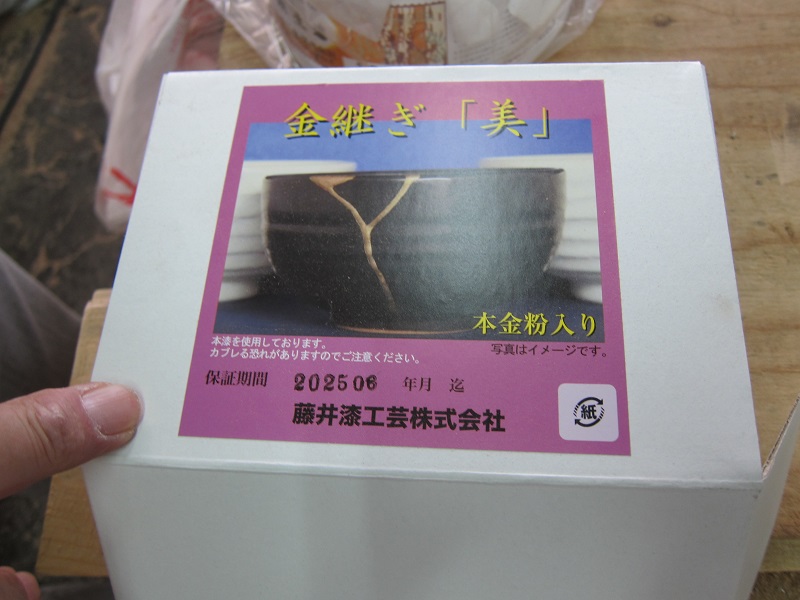 金継ぎ「美」
本金粉入り
本漆を使用しております。
カブレる恐れがありますのでご注意ください。
写真はイメージです。
保証期間 202506 年月 迄
藤井漆工芸株式会社
紙